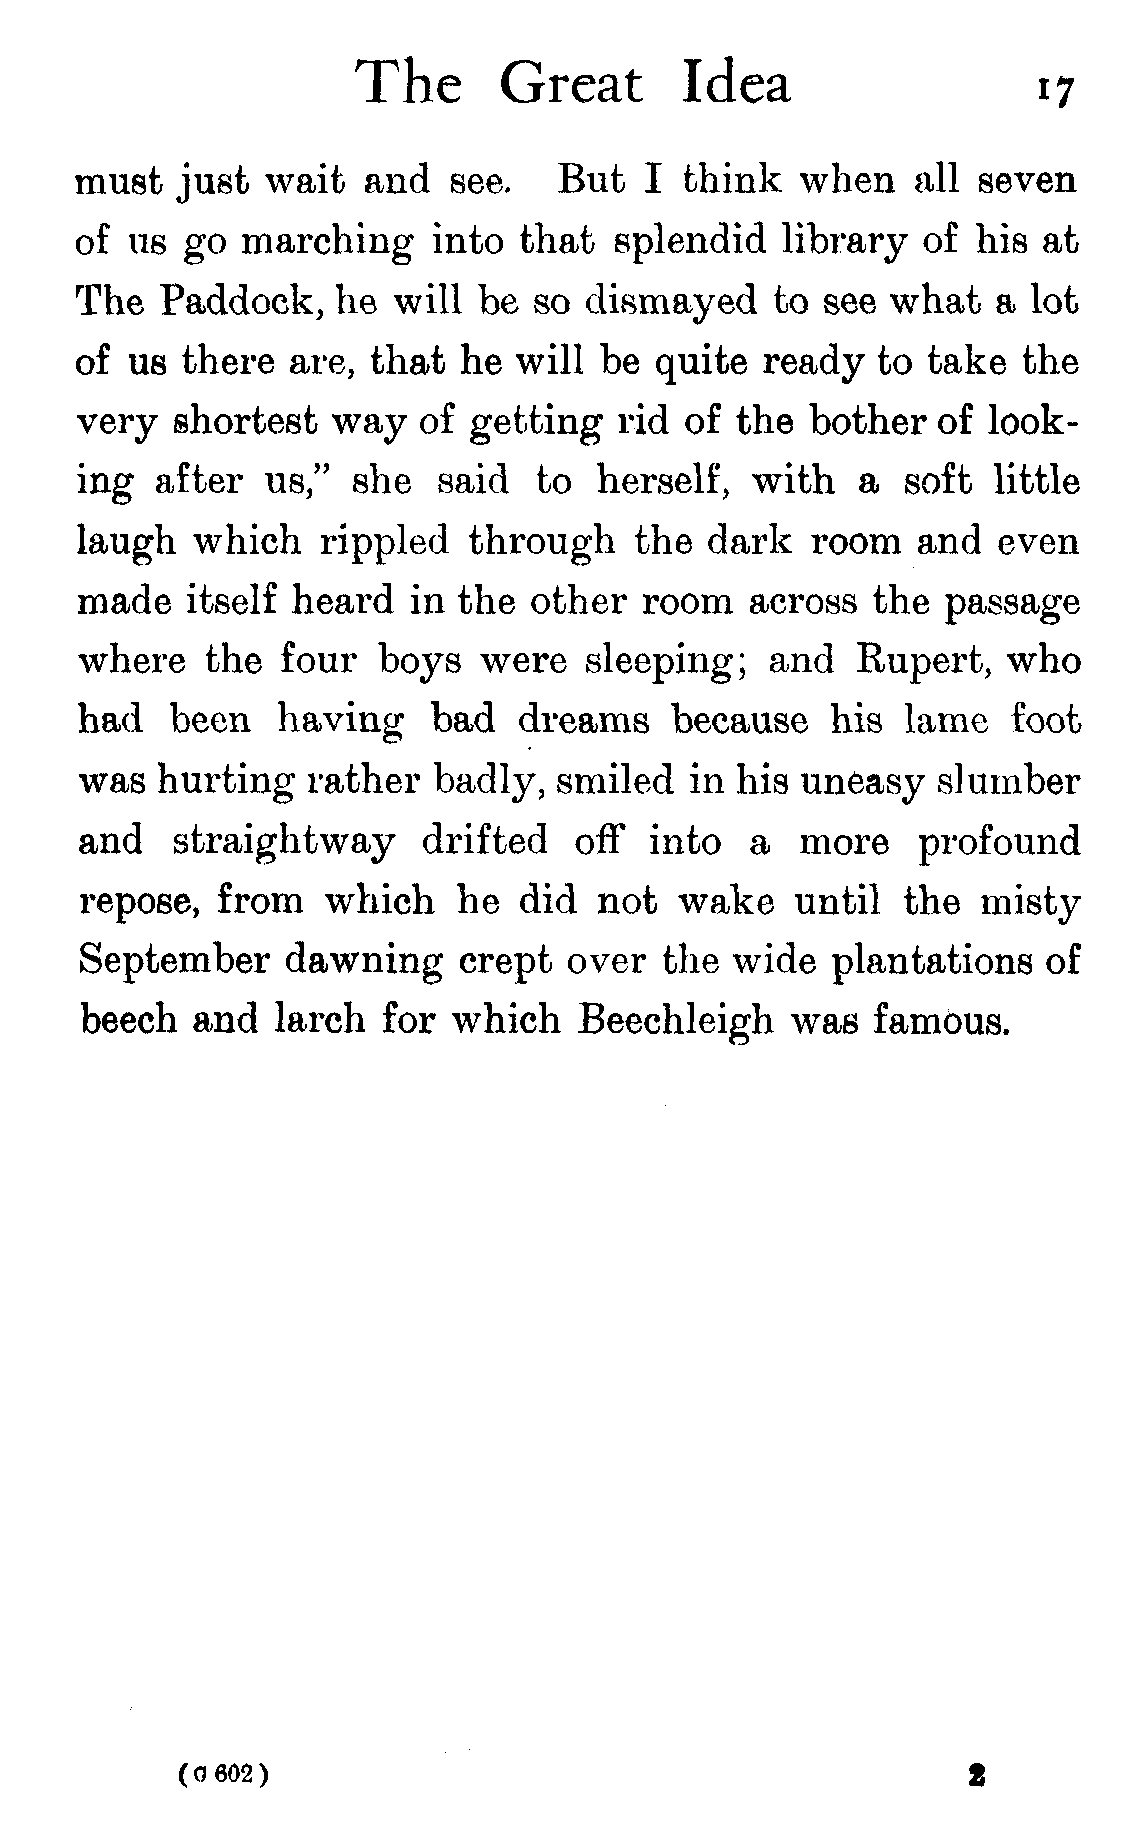 The Great Idea 17
must just wait and see. But I think when all seven
of us go marching into that splendid library of his at
The Paddock, he will be so dismayed to see what a lot
of us there are, that he will be quite ready to take the
very shortest way of getting rid of the bother of look-
ing after us,” she said to herself, with a soft little
laugh which rippled through the dark room and even
made itself heard in the other room across the passage
where the four boys were sleeping; and Rupert, who
had been having bad dreams because his lame foot
was hurting rather badly, smiled in his uneasy slumber
and straightway drifted off into a more profound
repose, from which he did not wake until the misty
September dawning crept over the wide plantations of
beech and larch for which Beechleigh was famous.
(C 602) 2